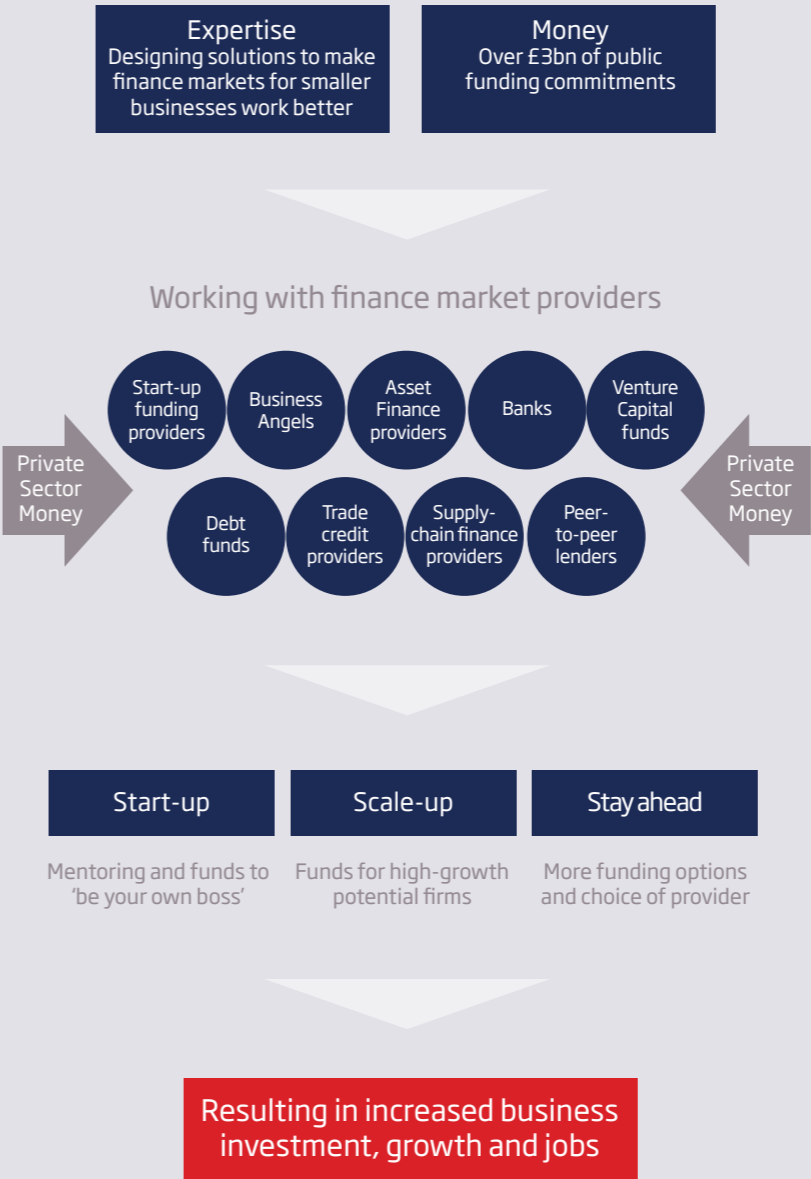 Expertise
Designing solutions to make
finance markets for smaller
businesses work better
Money
Over £3bn of public
funding commitments
Working with finance market providers
Start-up
funding
providers
Business
Angels
Asset
Finance
providers
Banks
Venture
Capital
funds
Private
Sector
Money
Private
Sector
Money
Debt
funds
Trade
credit
providers
Supply-
chain finance
providers
Peer-
to-peer
lenders
Start-up
Mentoring and funds to
‘be your own boss’
Scale-up
Funds for high-growth
potential firms
Stay ahead
More funding options
and choice of provider
Resulting in increased business
investment, growth and jobs